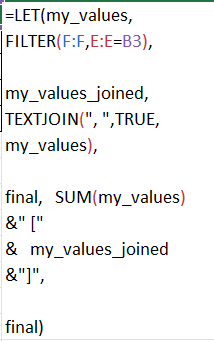 =LET(my_values,
FILTER(F:F,E:E=B3),
my_values_joined,
TEXTJOIN(", ",TRUE,
my_values),
final, SUM(my_values)
&" ["
& my_values_joined
&"]",
final)